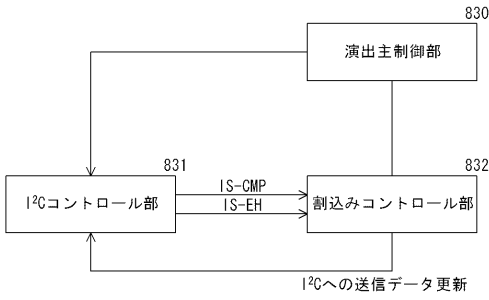 830
演出主制御部
831
I²Cコントロール部
IS-CMP
IS-EH
832
割込みコントロール部
I²Cへの送信データ更新